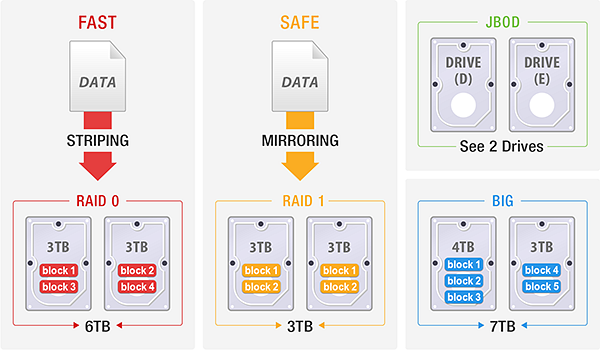 FAST
DATA
STRIPING
RAID 0
3TB
block 1
block 3
3TB
block 2
block 4
6TB
SAFE
DATA
MIRRORING
RAID 1
3TB
block 1
block 2
3TB
block 1
block 2
3TB
JBOD
DRIVE
(D)
DRIVE
(E)
See 2 Drives
BIG
4TB
block 1
block 2
block 3
3TB
block 4
block 5
7TB